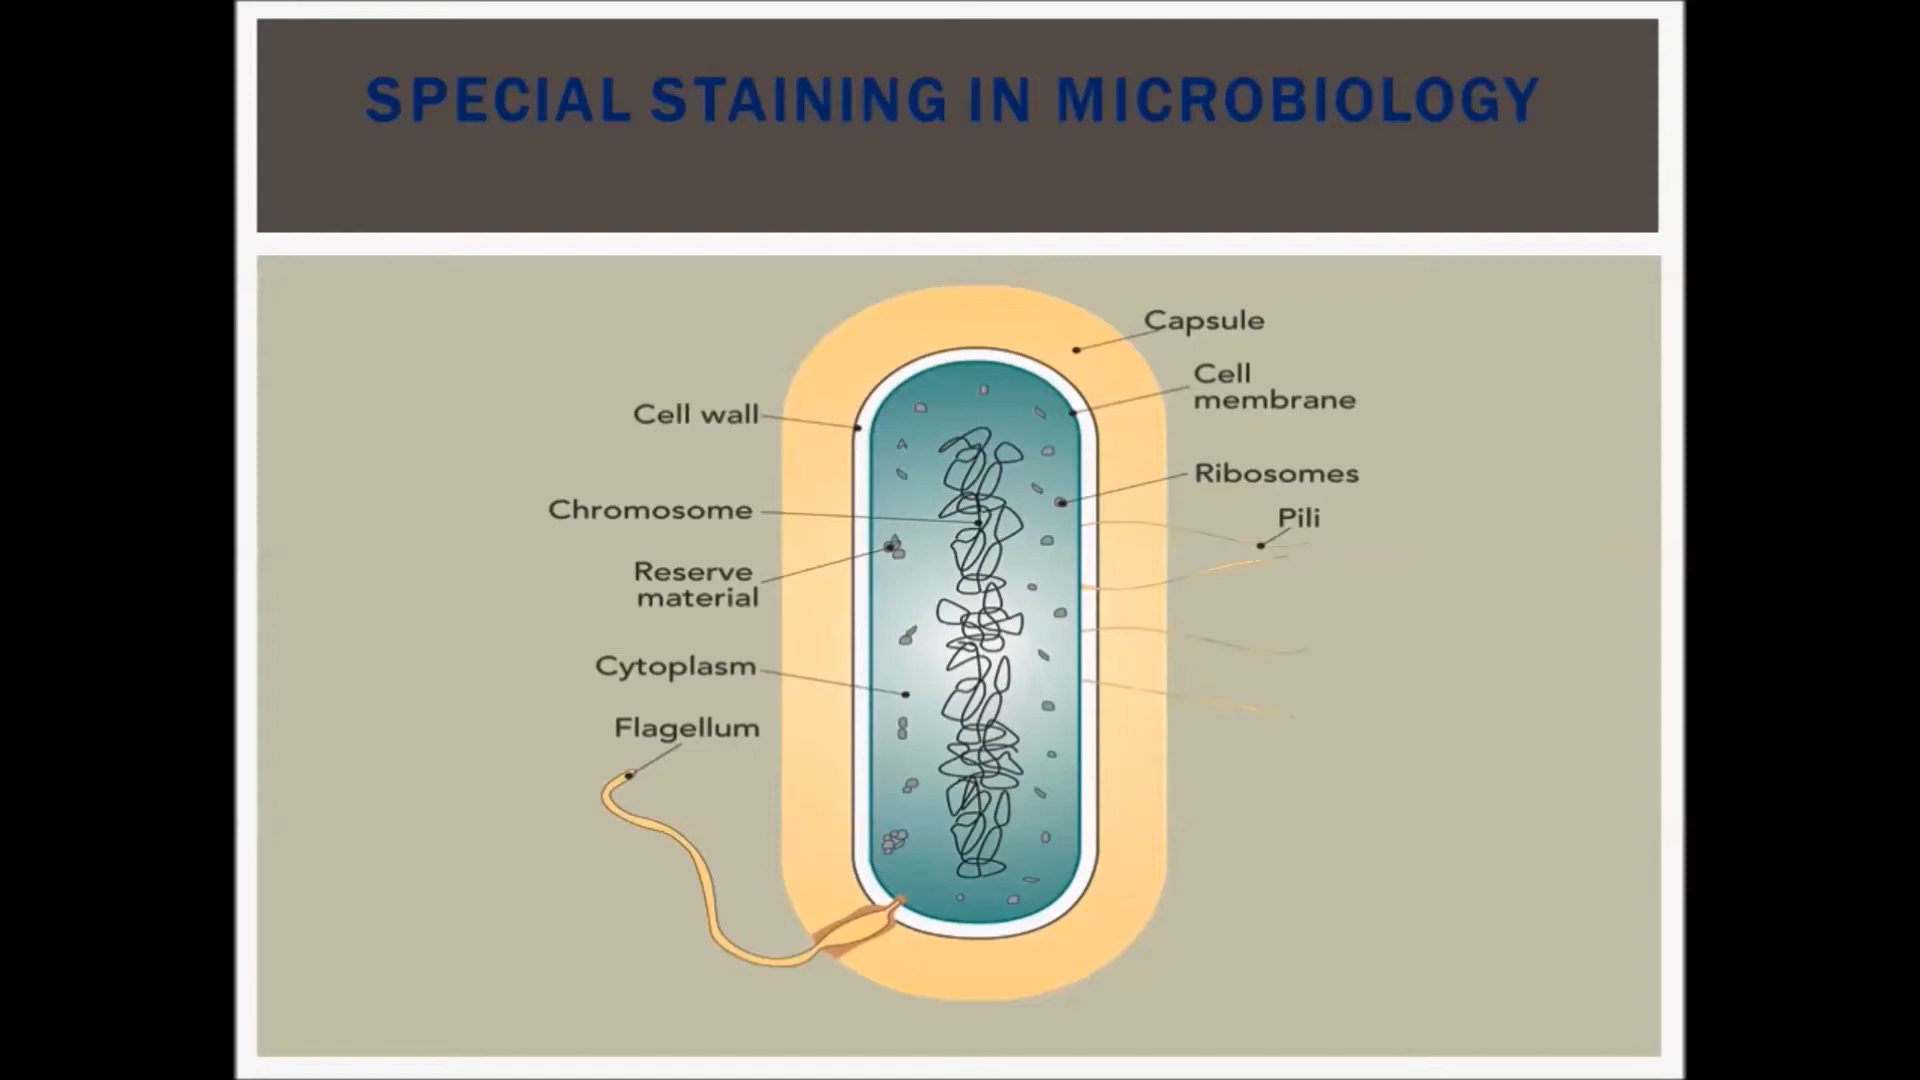 SPECIAL STAINING IN MICROBIOLOGY
Capsule
Cell
membrane
Cell wall
Ribosomes
Chromosome
Pili
Reserve
material
Cytoplasm
Flagellum